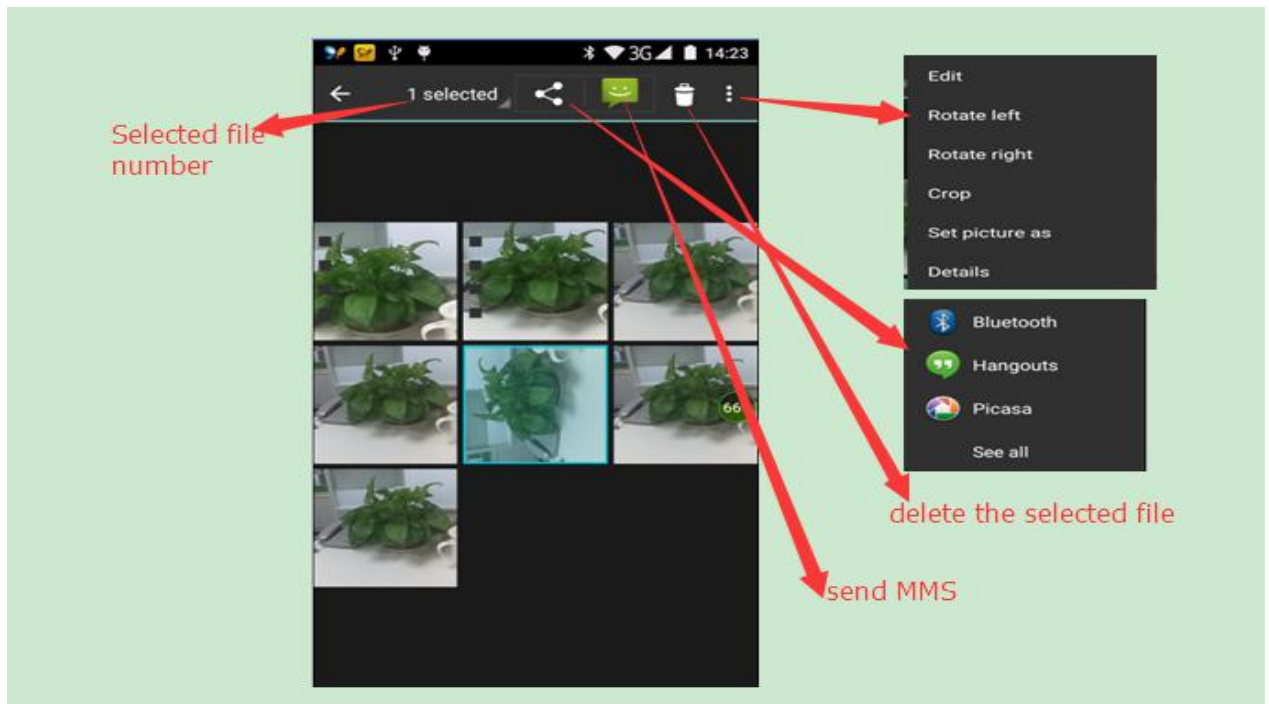 3G 14:23
1 selected
Selected file
number
66
Edit
Rotate left
Rotate right
Crop
Set picture as
Details
Bluetooth
Hangouts
Picasa
See all
delete the selected file
send MMS